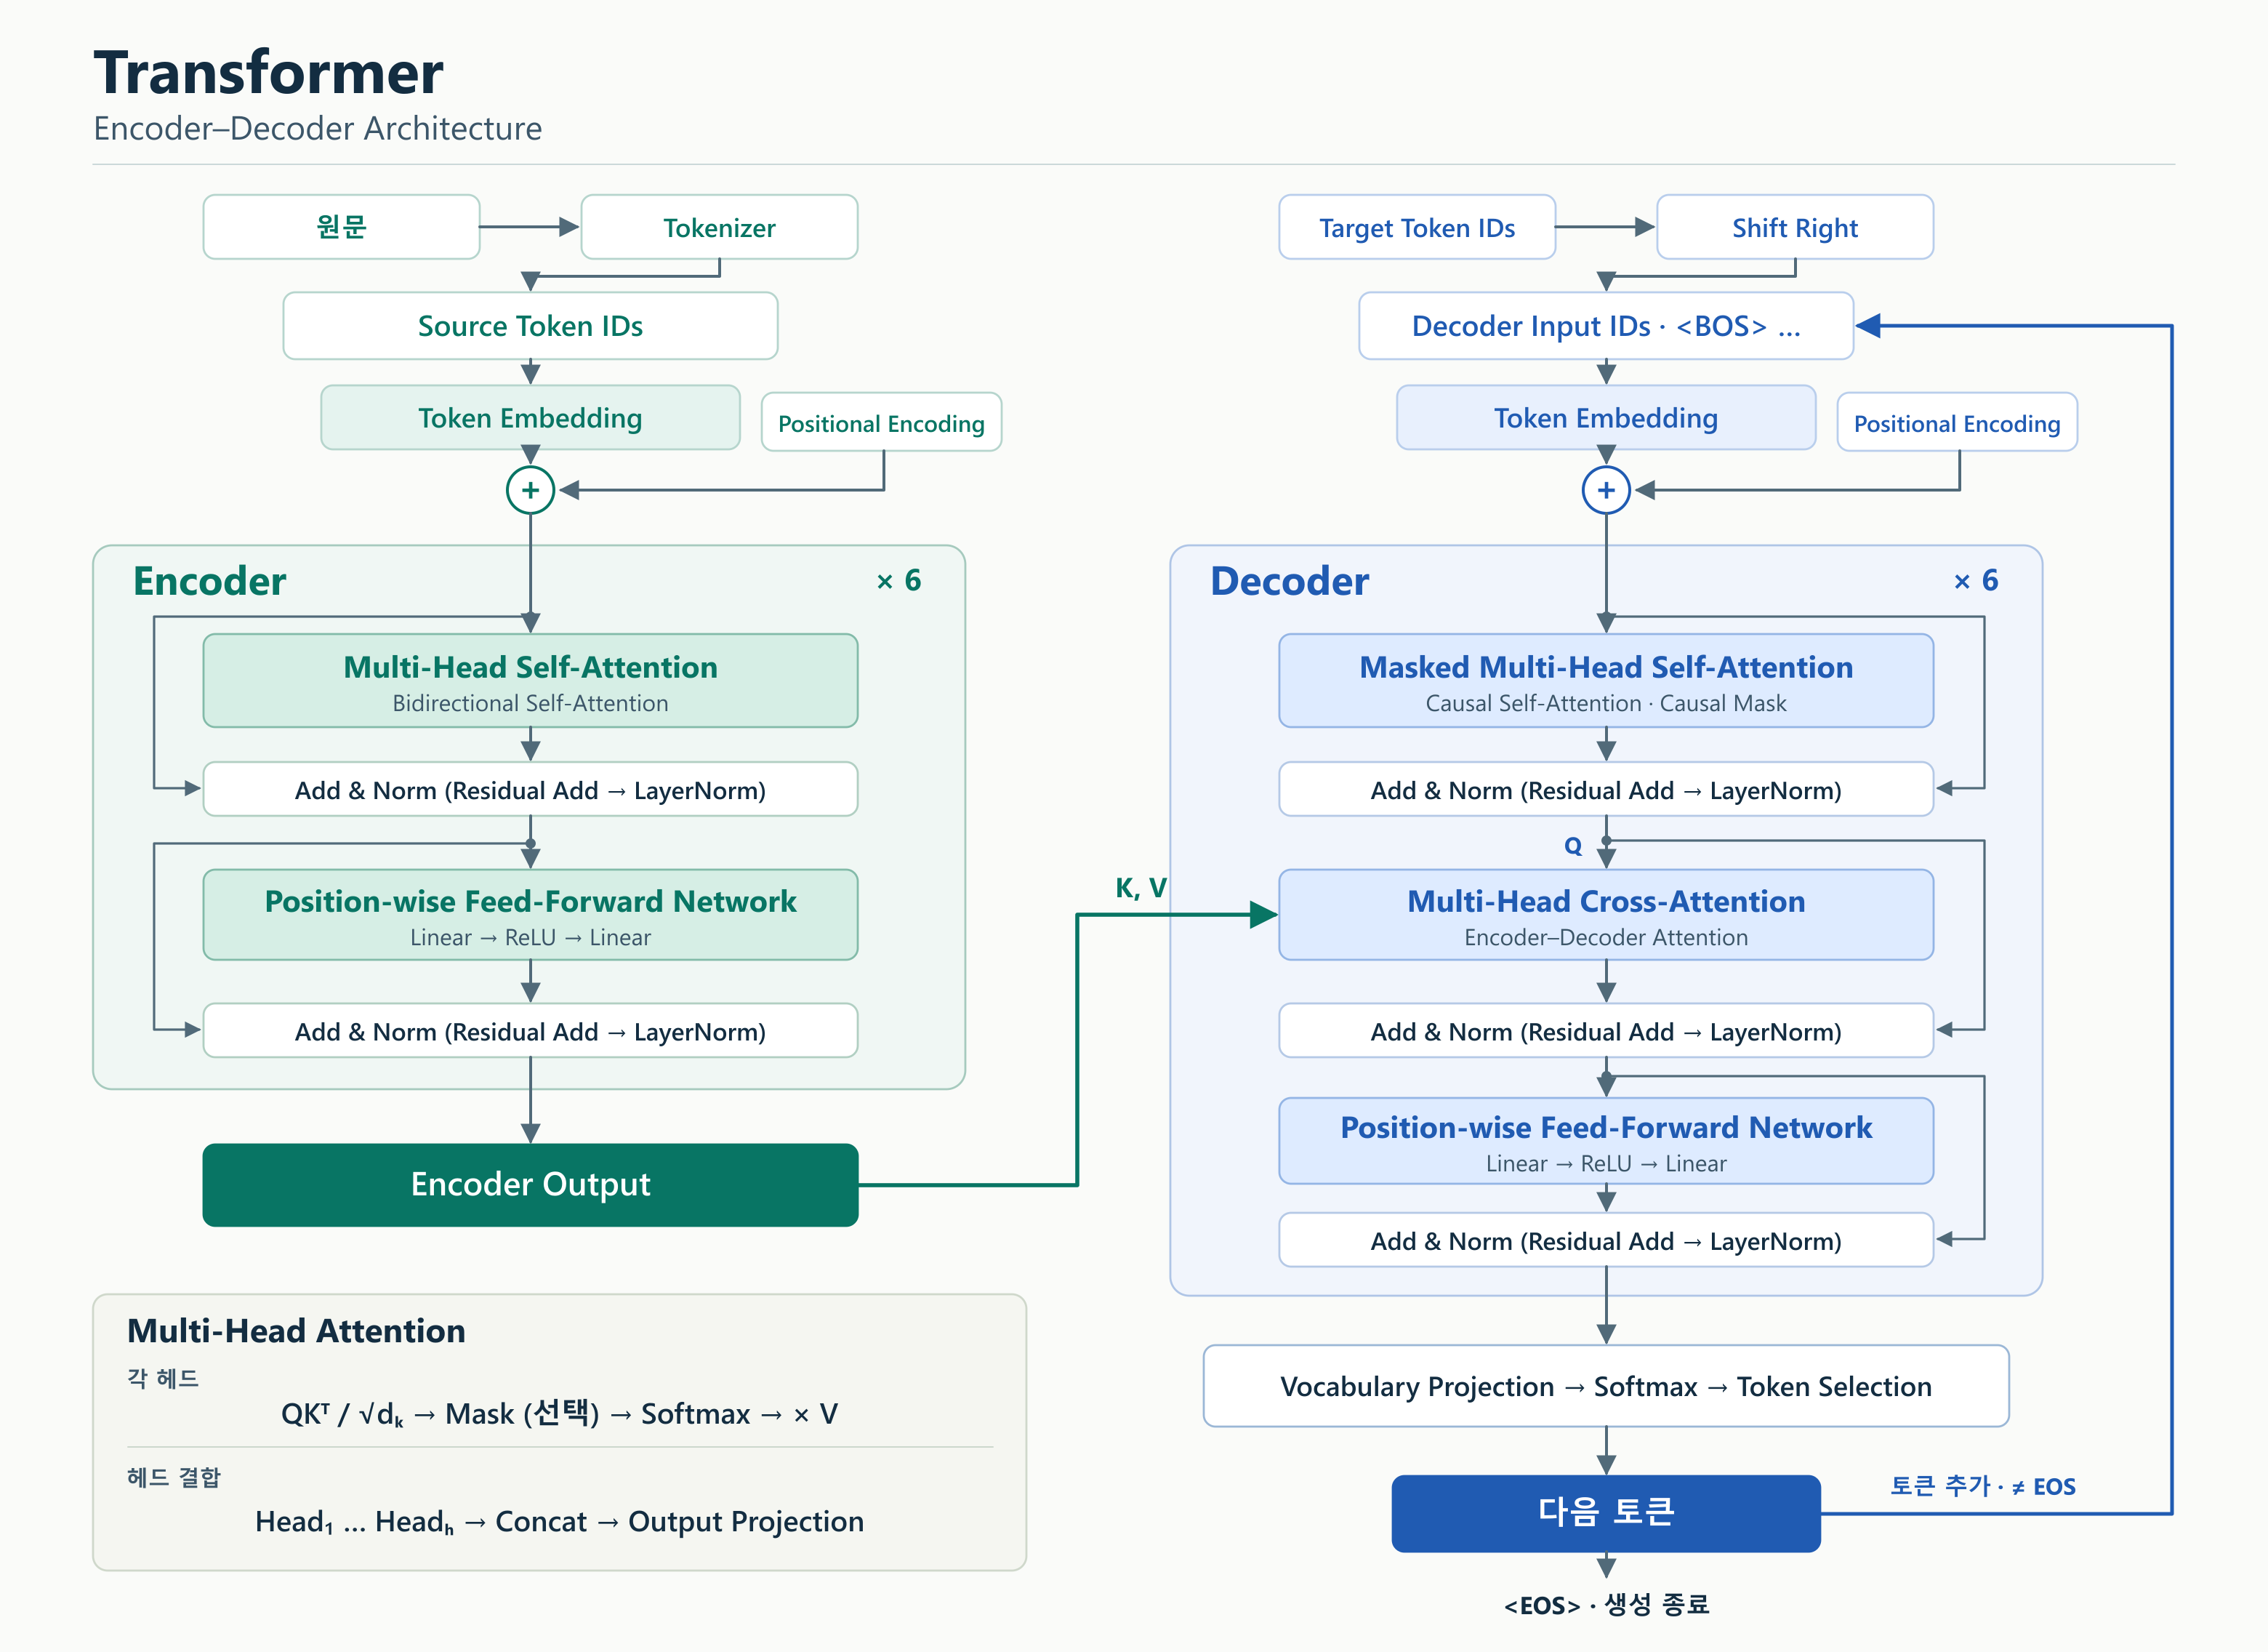 Transformer
Encoder–Decoder Architecture
원문
Tokenizer
Source Token IDs
Token Embedding
Positional Encoding
+
Encoder
× 6
Multi-Head Self-Attention
Bidirectional Self-Attention
Add & Norm (Residual Add → LayerNorm)
Position-wise Feed-Forward Network
Linear → ReLU → Linear
Add & Norm (Residual Add → LayerNorm)
Encoder Output
K, V
Target Token IDs
Shift Right
Decoder Input IDs · <BOS> ...
Token Embedding
Positional Encoding
+
Decoder
× 6
Masked Multi-Head Self-Attention
Causal Self-Attention · Causal Mask
Add & Norm (Residual Add → LayerNorm)
Q
Multi-Head Cross-Attention
Encoder–Decoder Attention
Add & Norm (Residual Add → LayerNorm)
Position-wise Feed-Forward Network
Linear → ReLU → Linear
Add & Norm (Residual Add → LayerNorm)
Vocabulary Projection → Softmax → Token Selection
다음 토큰
토큰 추가 · ≠ EOS
<EOS> · 생성 종료
Multi-Head Attention
각 헤드
QKᵀ / √dₖ → Mask (선택) → Softmax → × V
헤드 결합
Head₁ ... Headₕ → Concat → Output Projection